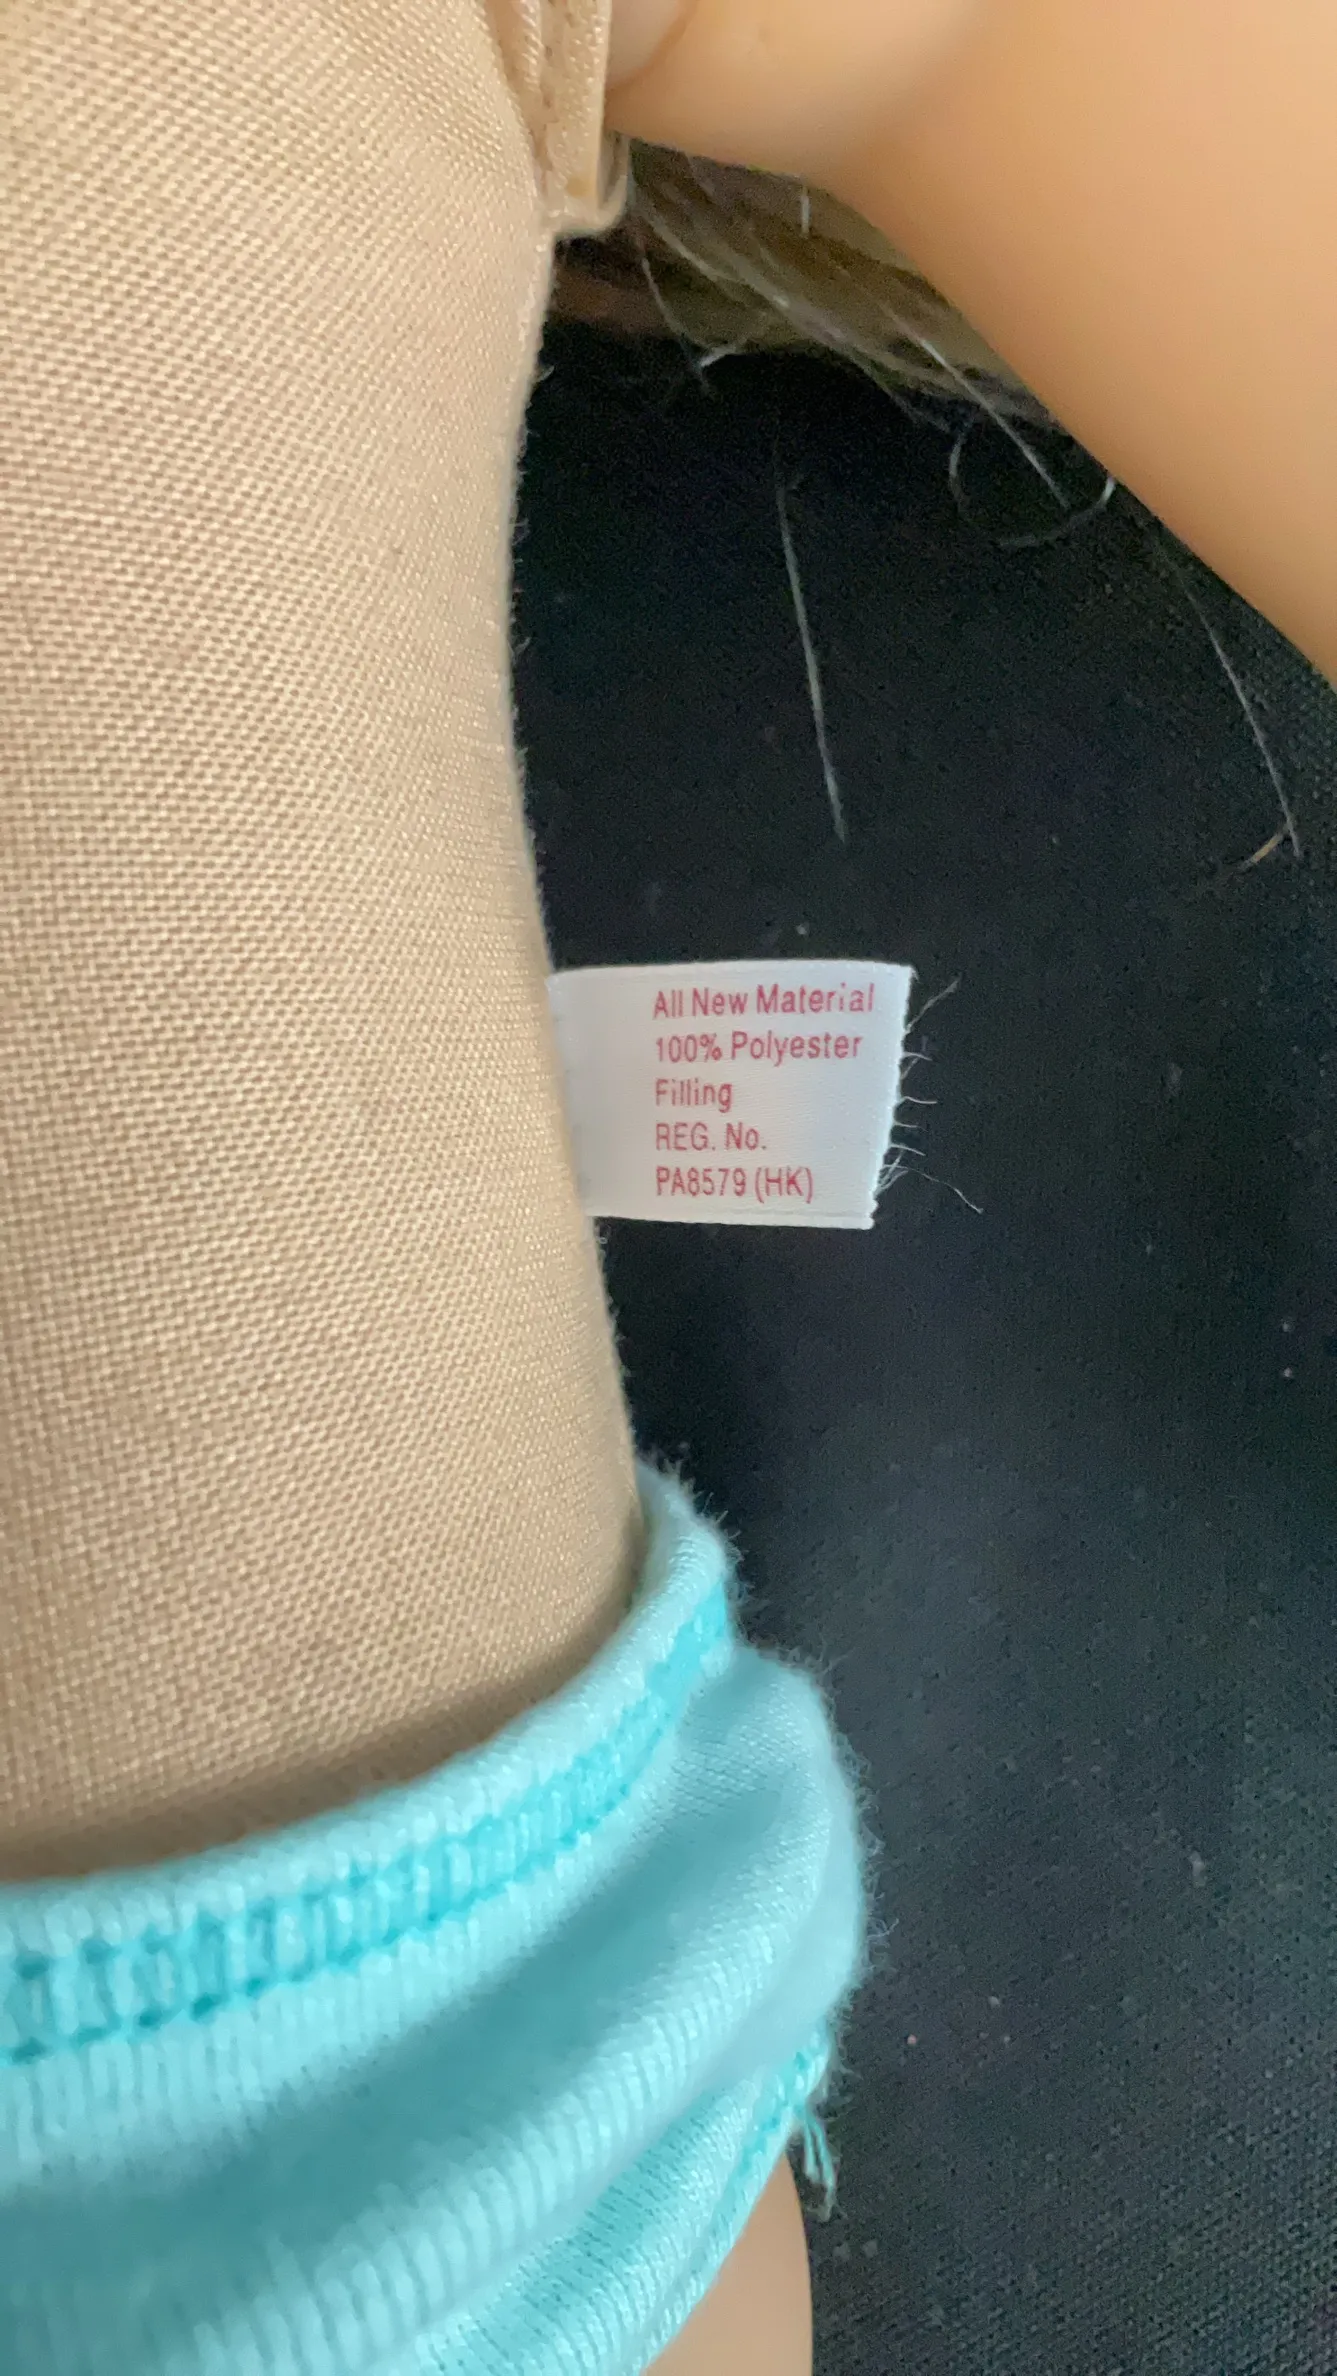 All New Material
100% Polyester
Filling
REG. No.
PA8579 (HK)